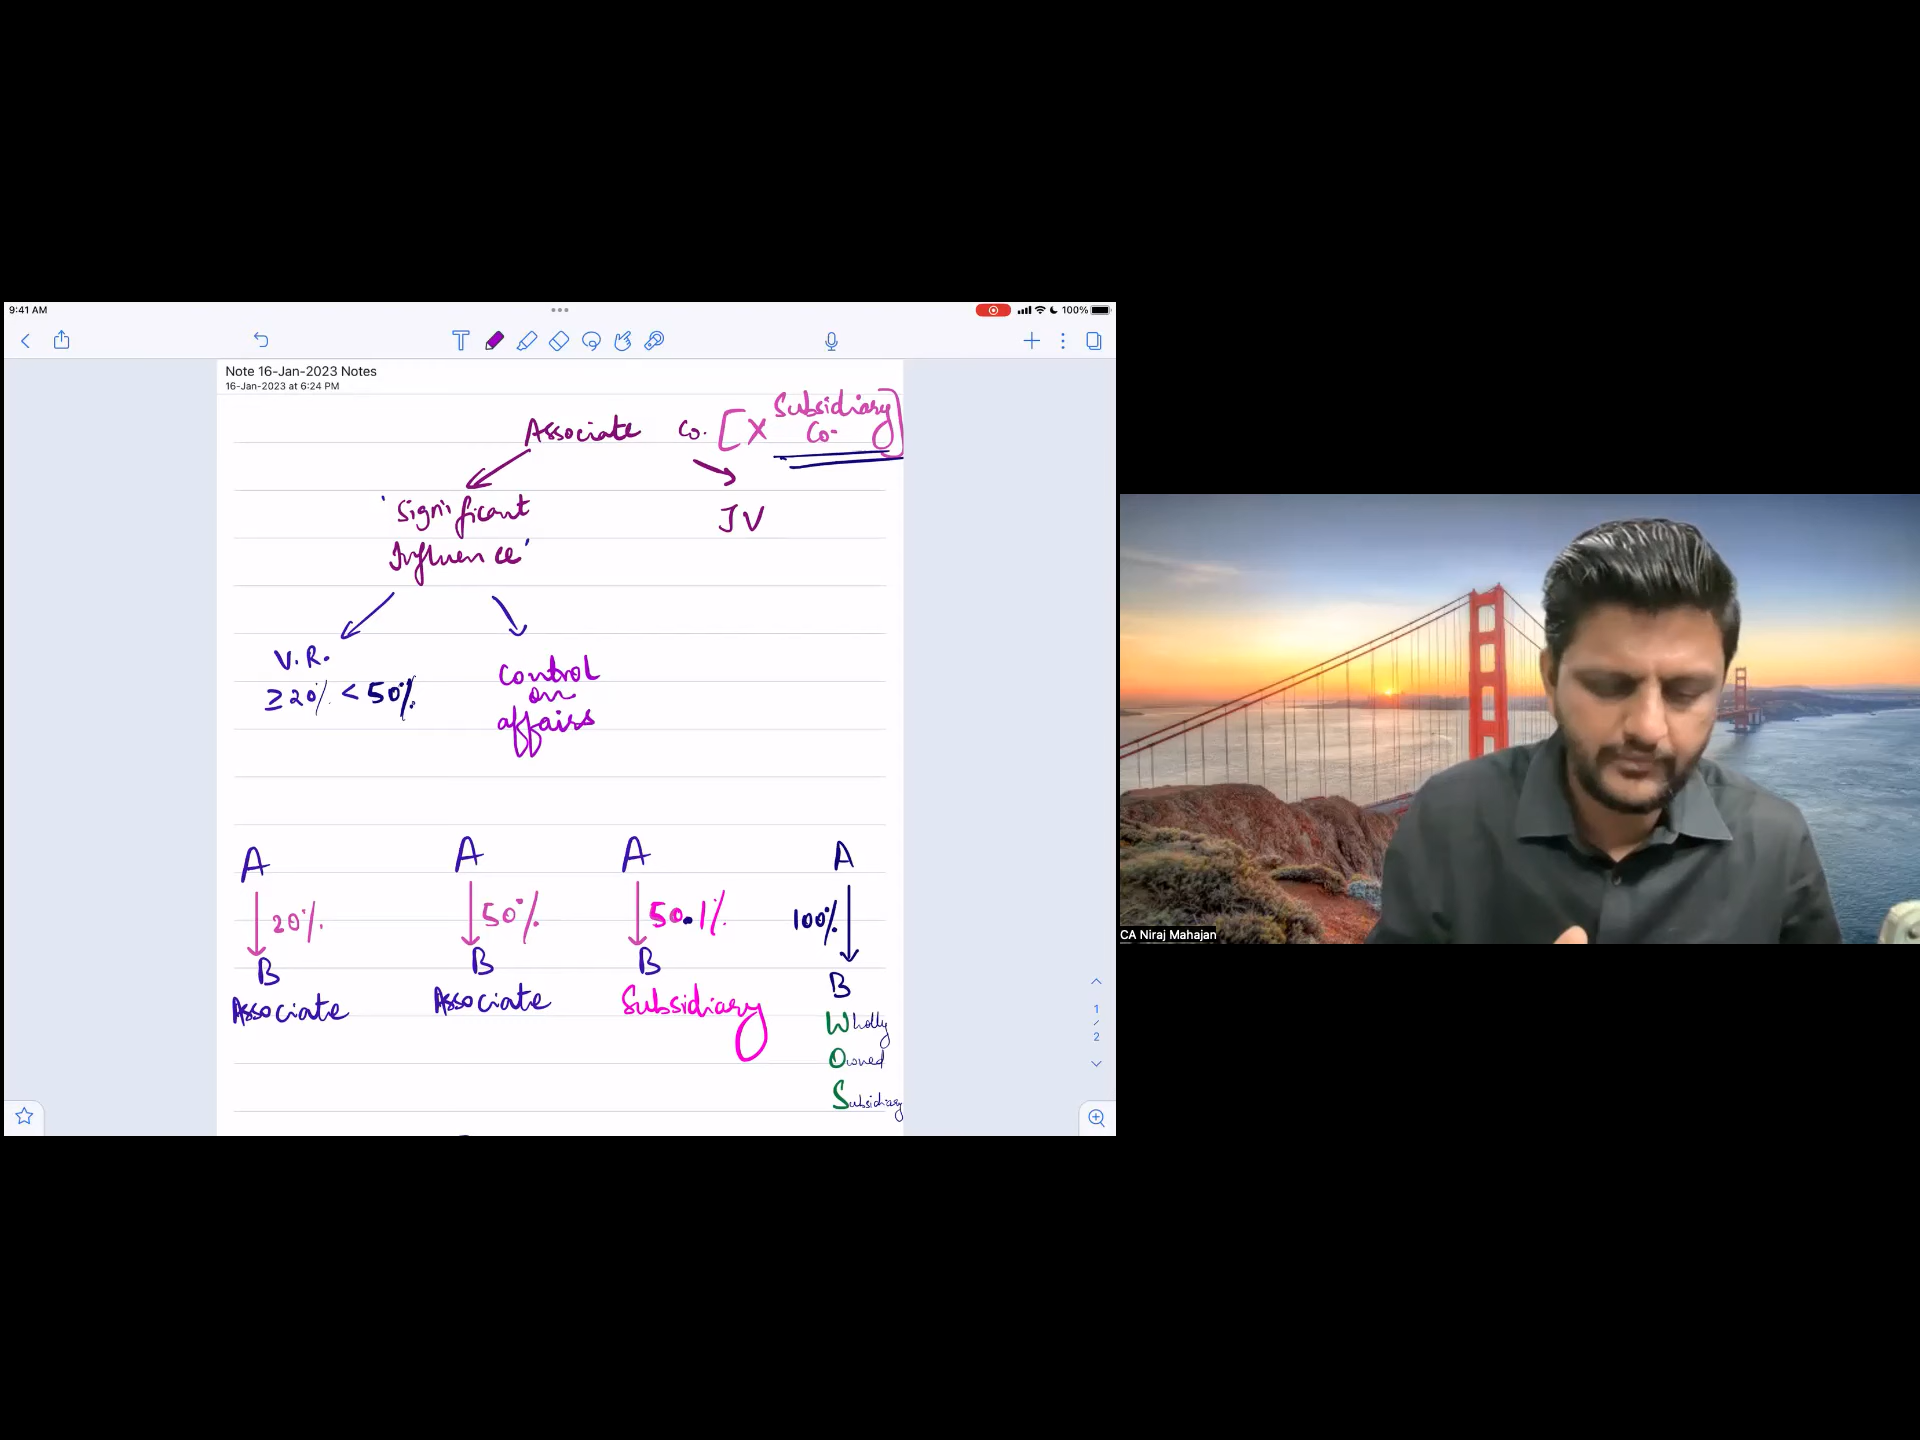 9:41 AM
100%
Note 16-Jan-2023 Notes
16-Jan-2023 at 6:24 PM
Associate Co. [X Subsidiary Co.]
'Significant
Influence'
JV
V.R.
≥20% <50%
Control
on
affairs
A A A A
20% 50% 50.1% 100%
B B B B
Associate Associate Subsidiary
Wholly
Owned
Subsidiary
1
/
2
CA Niraj Mahajan